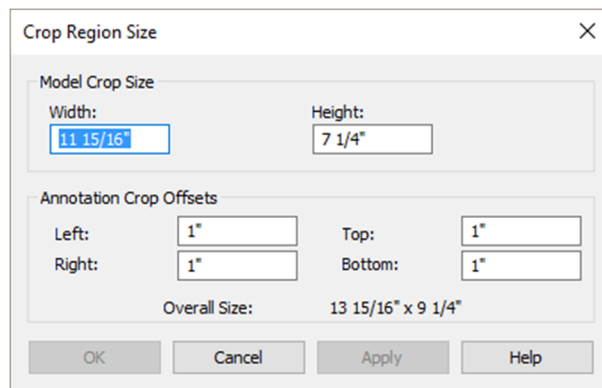 Crop Region Size
Model Crop Size
Width: Height:
11 15/16" 7 1/4"
Annotation Crop Offsets
Left: 1" Top: 1"
Right: 1" Bottom: 1"
Overall Size: 13 15/16" x 9 1/4"
OK Cancel Apply Help